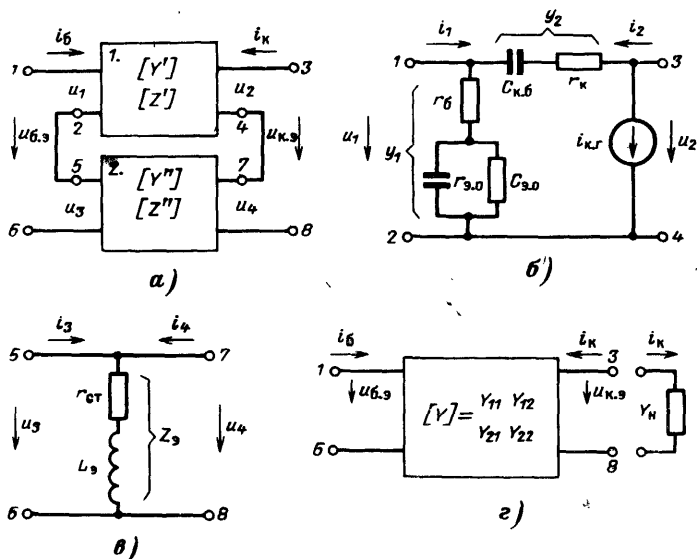 iб
iк
1
1.
[Y']
[Z']
3
u1
u2
2
4
uб.э
uк.э
5
2.
7
[Y"]
[Z"]
u3
u4
6
8
а)
i1
y2
i2
1
3
Cк.б
rк
rб
u1
y1
iк.г
u2
rэ.о
Cэ.о
2
4
б)
i3
i4
5
7
rст
u3
Zэ
u4
Lэ
6
8
в)
iб
iк
iк
1
3
uб.э
uк.э
[Y]= Y11 Y12
Y21 Y22
Yн
6
8
г)